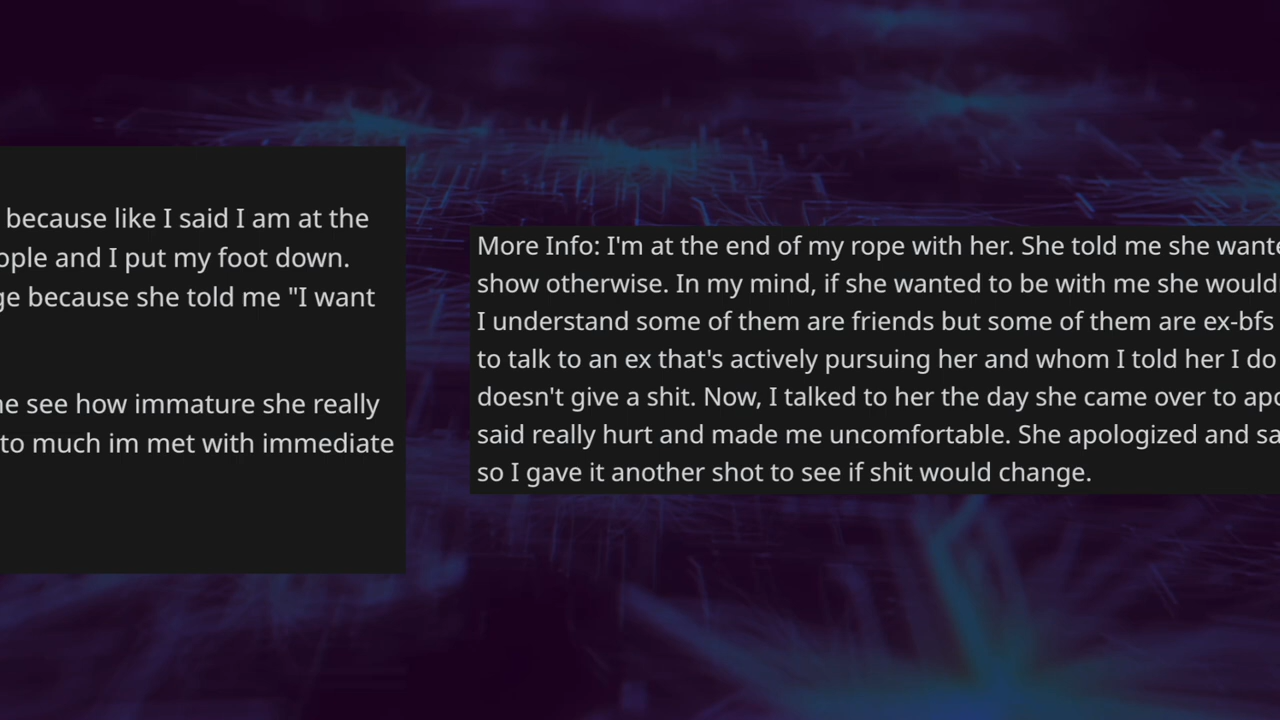 because like I said I am at the
ople and I put my foot down.
ge because she told me "I want
he see how immature she really
to much im met with immediate
More Info: I'm at the end of my rope with her. She told me she wante
show otherwise. In my mind, if she wanted to be with me she would
I understand some of them are friends but some of them are ex-bfs
to talk to an ex that's actively pursuing her and whom I told her I do
doesn't give a shit. Now, I talked to her the day she came over to apo
said really hurt and made me uncomfortable. She apologized and sa
so I gave it another shot to see if shit would change.